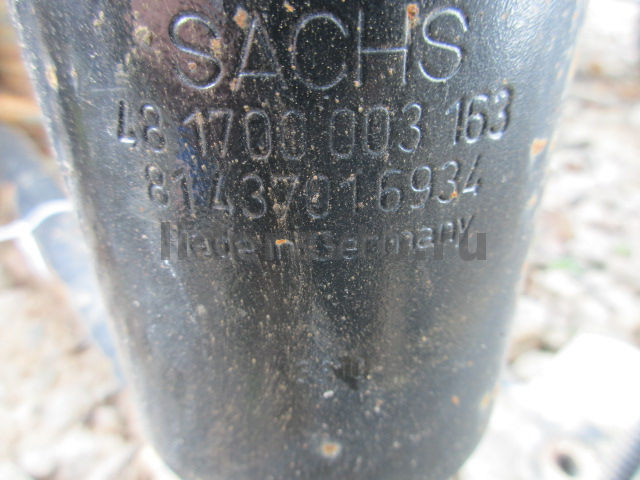 SACHS
48 1700 003 163
81 43701 6934
Made in Germany